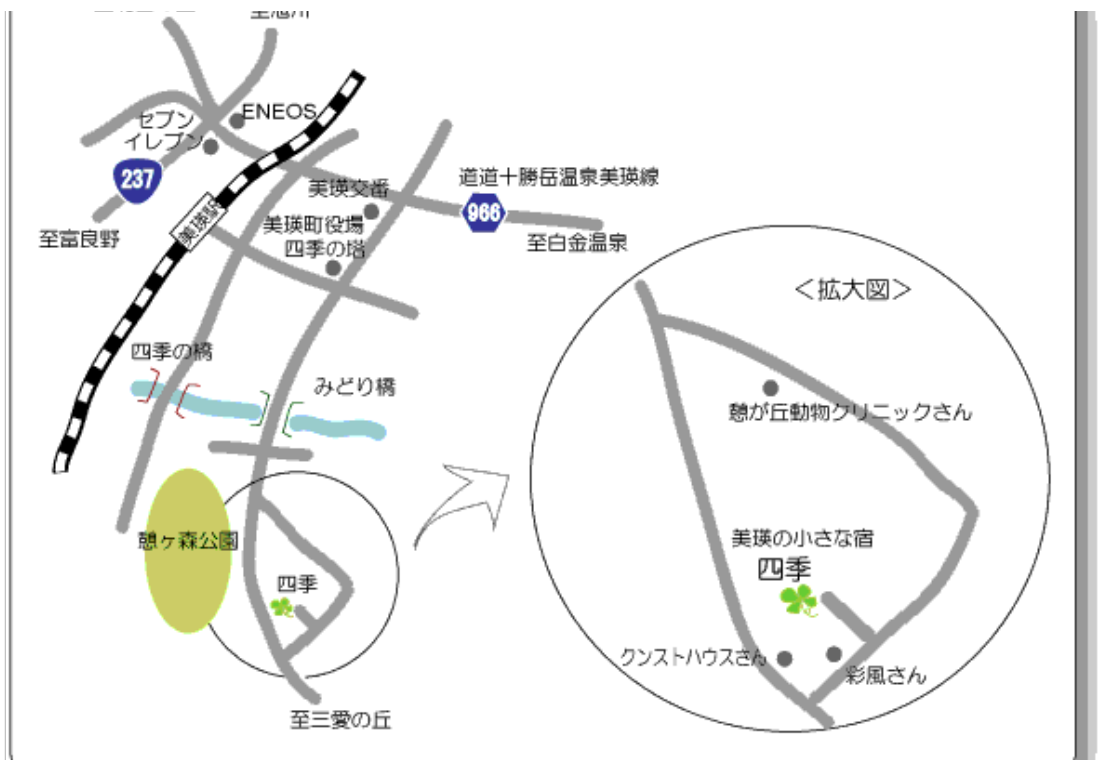 至旭川
ENEOS
セブン
イレブン
237
美瑛交番
道道十勝岳温泉美瑛線
966
美瑛駅
美瑛町役場
四季の塔
至富良野
至白金温泉
＜拡大図＞
四季の橋
みどり橋
憩が丘動物クリニックさん
憩ヶ森公園
四季
美瑛の小さな宿
四季
クンストハウスさん
彩風さん
至三愛の丘